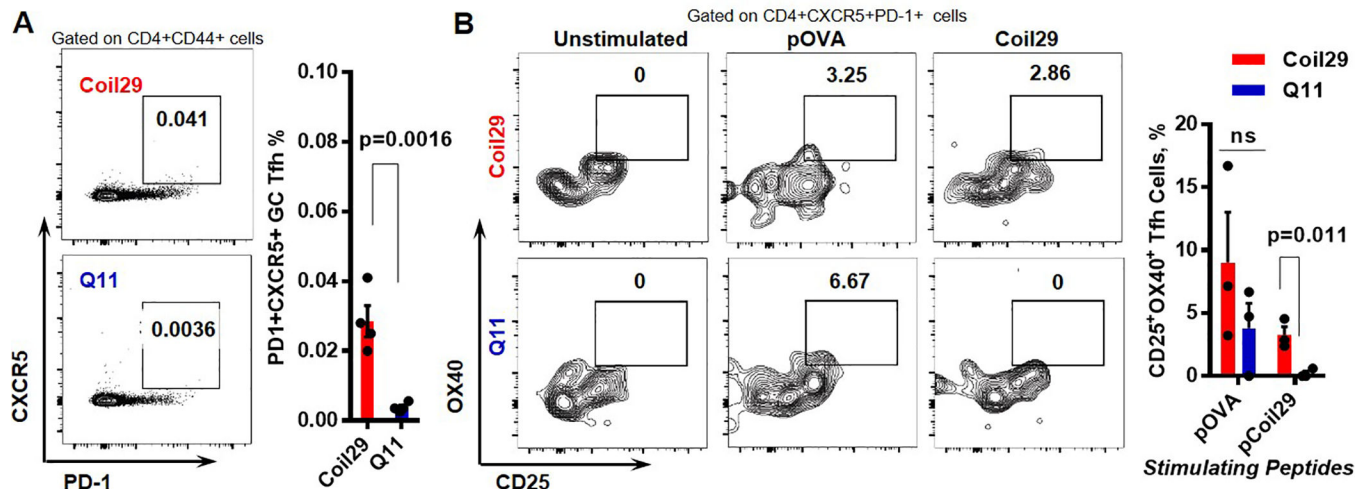 A
Gated on CD4+CD44+ cells
Coil29
0.041
Q11
0.0036
CXCR5
PD-1
PD1+CXCR5+ GC Tfh %
0.10
0.08
0.06
0.04
0.02
0.00
p=0.0016
Coil29
Q11
B
Gated on CD4+CXCR5+PD-1+ cells
Unstimulated
pOVA
Coil29
Coil29
0
3.25
2.86
Q11
0
6.67
0
OX40
CD25
Coil29
Q11
CD25+OX40+ Tfh Cells, %
20
15
10
5
0
ns
p=0.011
pOVA
pCoil29
Stimulating Peptides